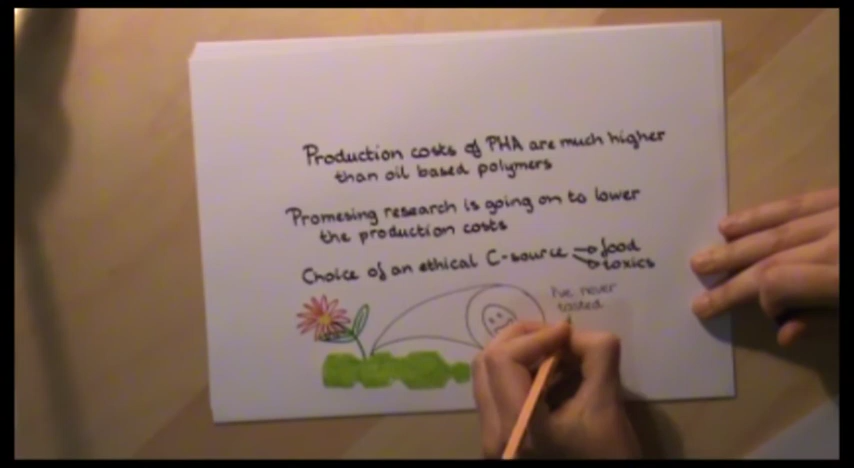 Production costs of PHA are much higher
than oil based polymers
Promesing research is going on to lower
the production costs
Choice of an ethical C-source → food
→ toxics
I've never
tasted